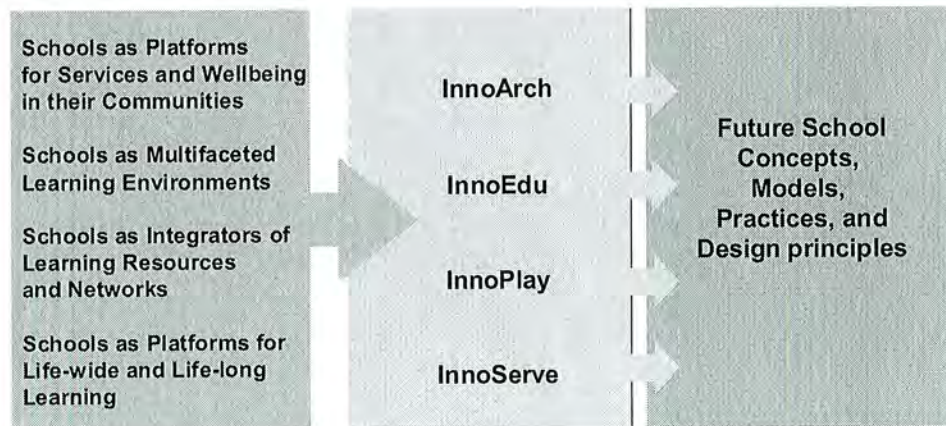 Schools as Platforms
for Services and Wellbeing
in their Communities
Schools as Multifaceted
Learning Environments
Schools as Integrators of
Learning Resources
and Networks
Schools as Platforms for
Life-wide and Life-long
Learning
InnoArch
InnoEdu
InnoPlay
InnoServe
Future School
Concepts,
Models,
Practices, and
Design principles